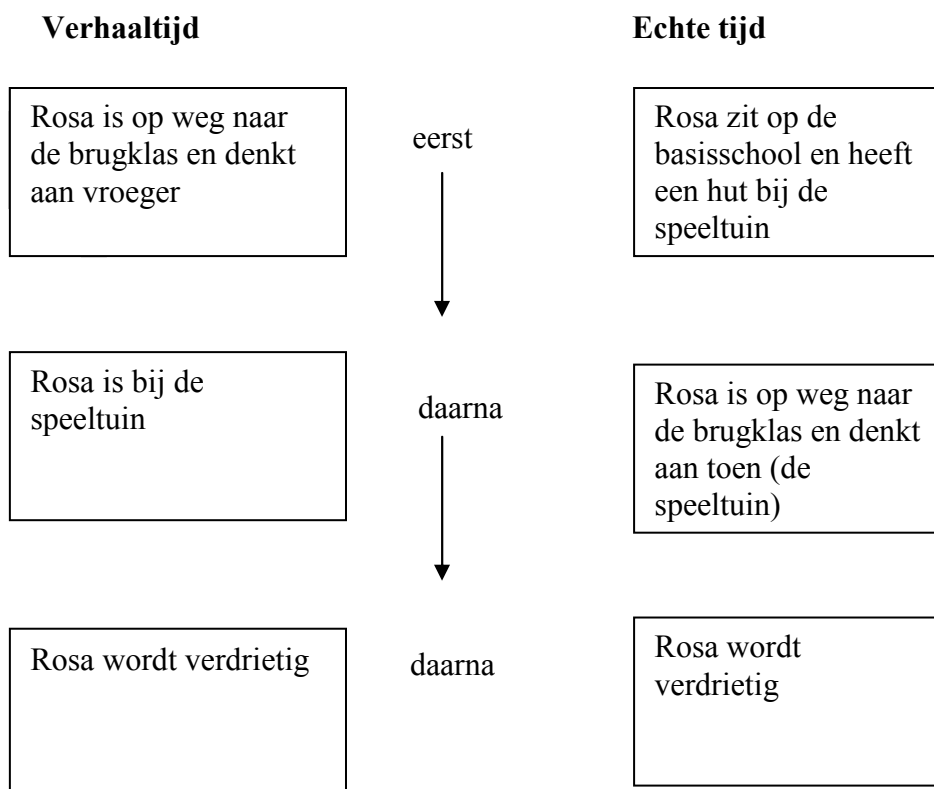 Verhaaltijd
Echte tijd
Rosa is op weg naar
de brugklas en denkt
aan vroeger
eerst
Rosa zit op de
basisschool en heeft
een hut bij de
speeltuin
Rosa is bij de
speeltuin
daarna
Rosa is op weg naar
de brugklas en denkt
aan toen (de
speeltuin)
Rosa wordt verdrietig
daarna
Rosa wordt
verdrietig